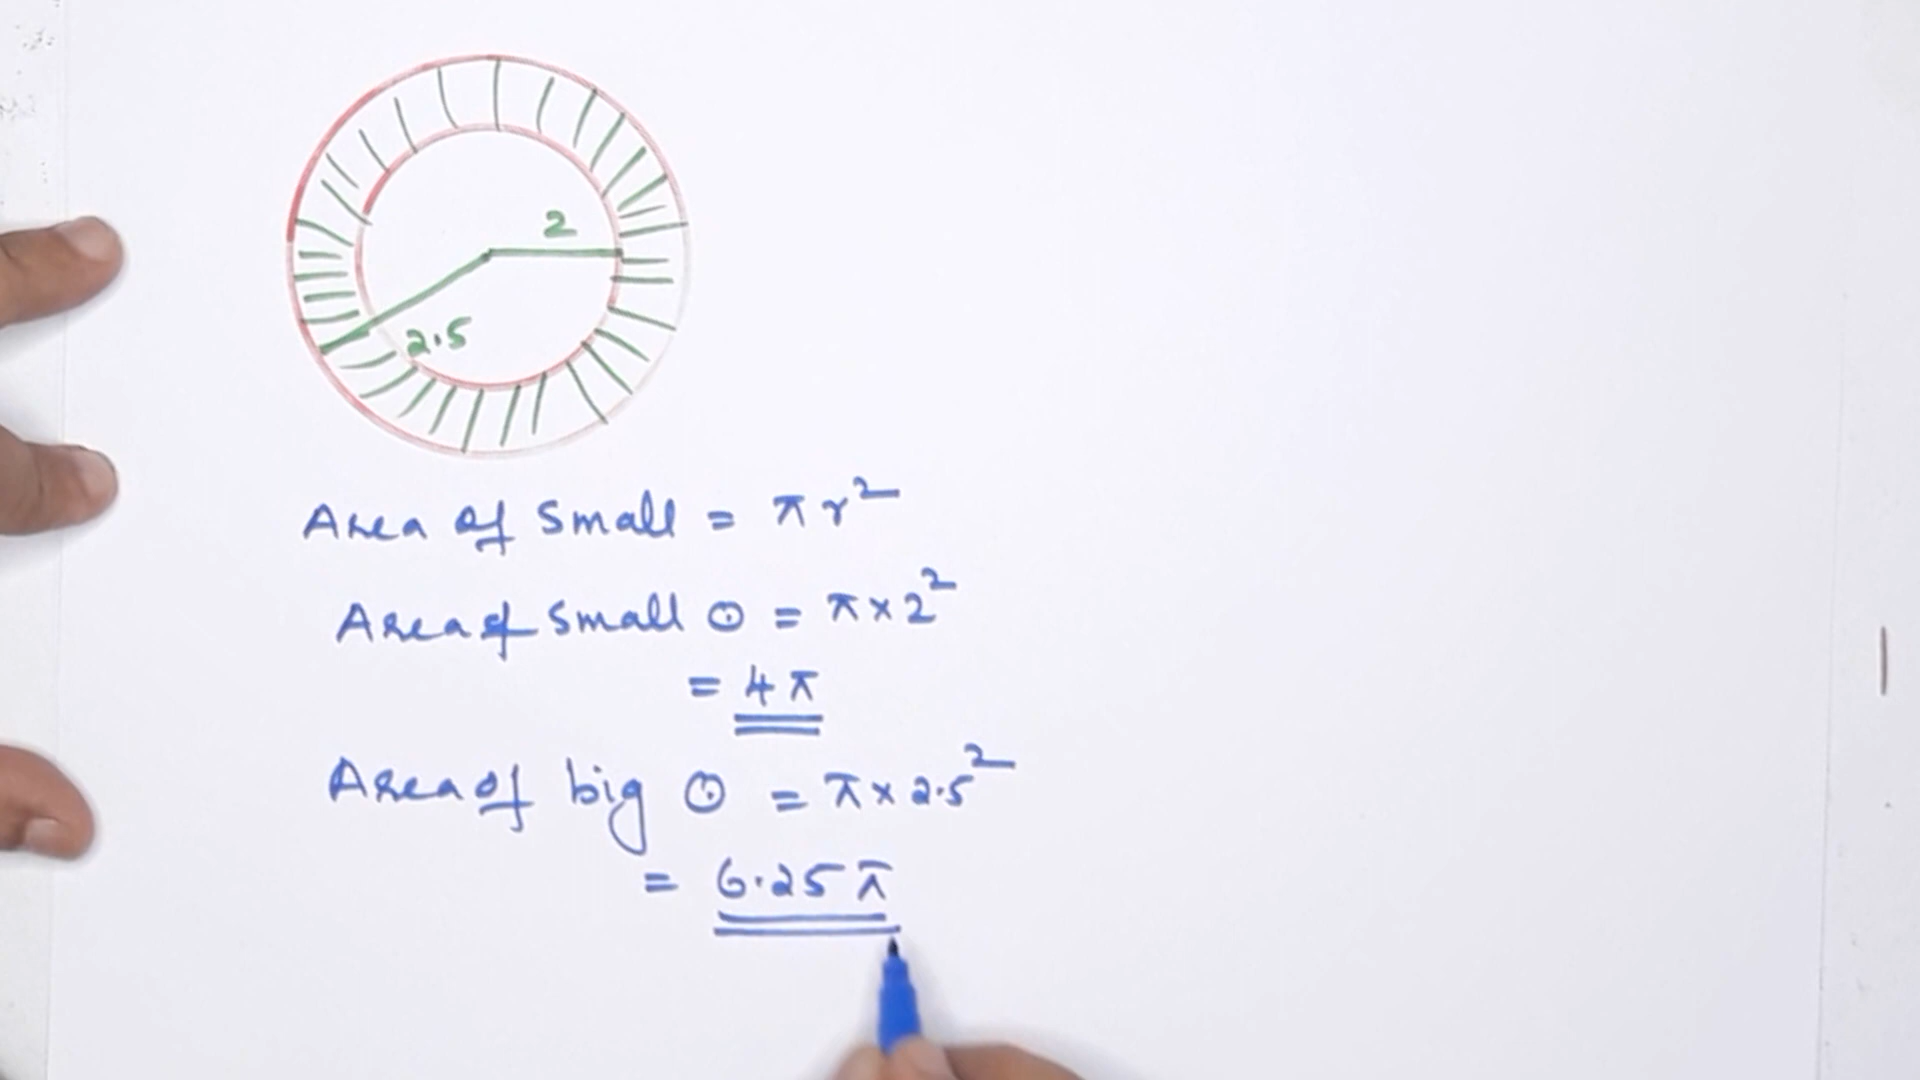 2
2.5
Area of small = πr²
Area of small ⊙ = π×2²
= 4π
Area of big ⊙ = π×2.5²
= 6.25π